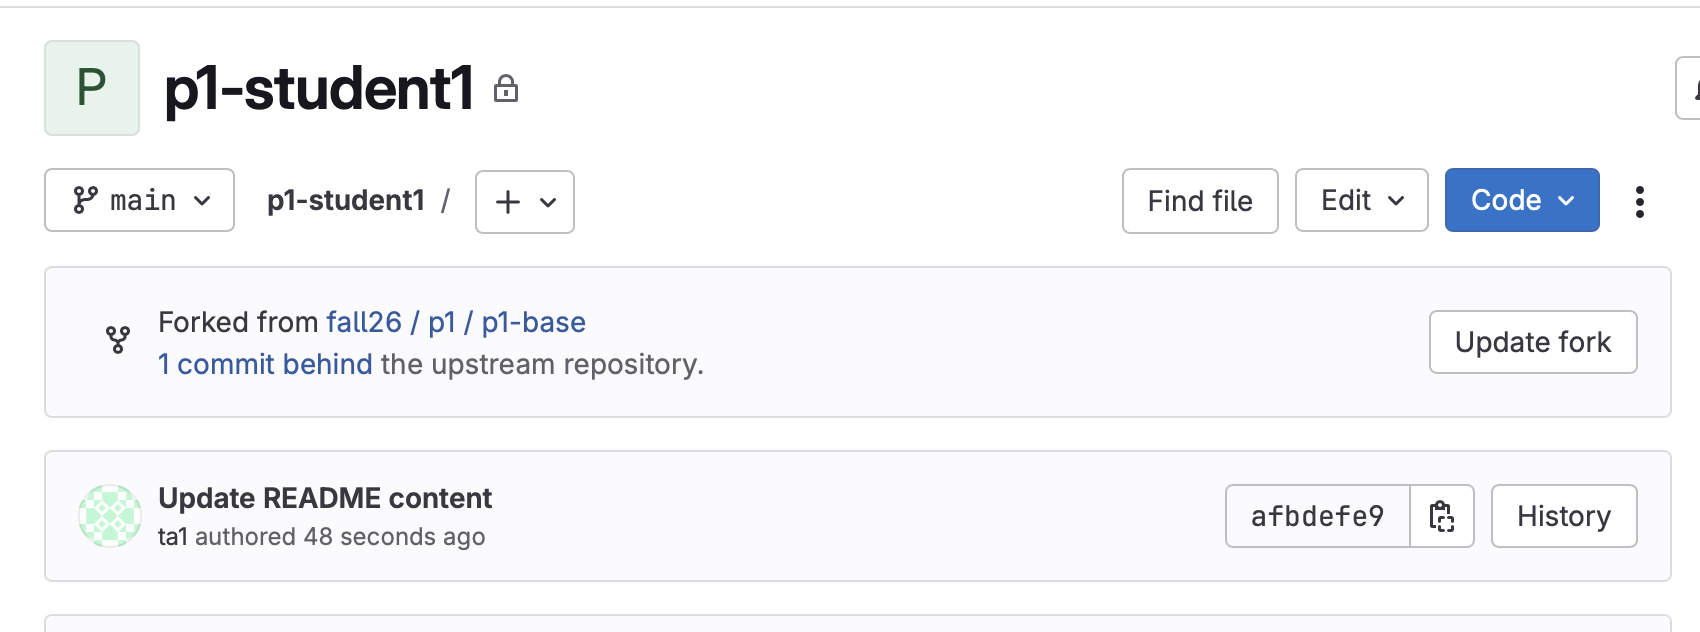 P
p1-student1
main
p1-student1 /
Find file
Edit
Code
Forked from fall26 / p1 / p1-base
1 commit behind the upstream repository.
Update fork
Update README content
ta1 authored 48 seconds ago
afbdefe9
History